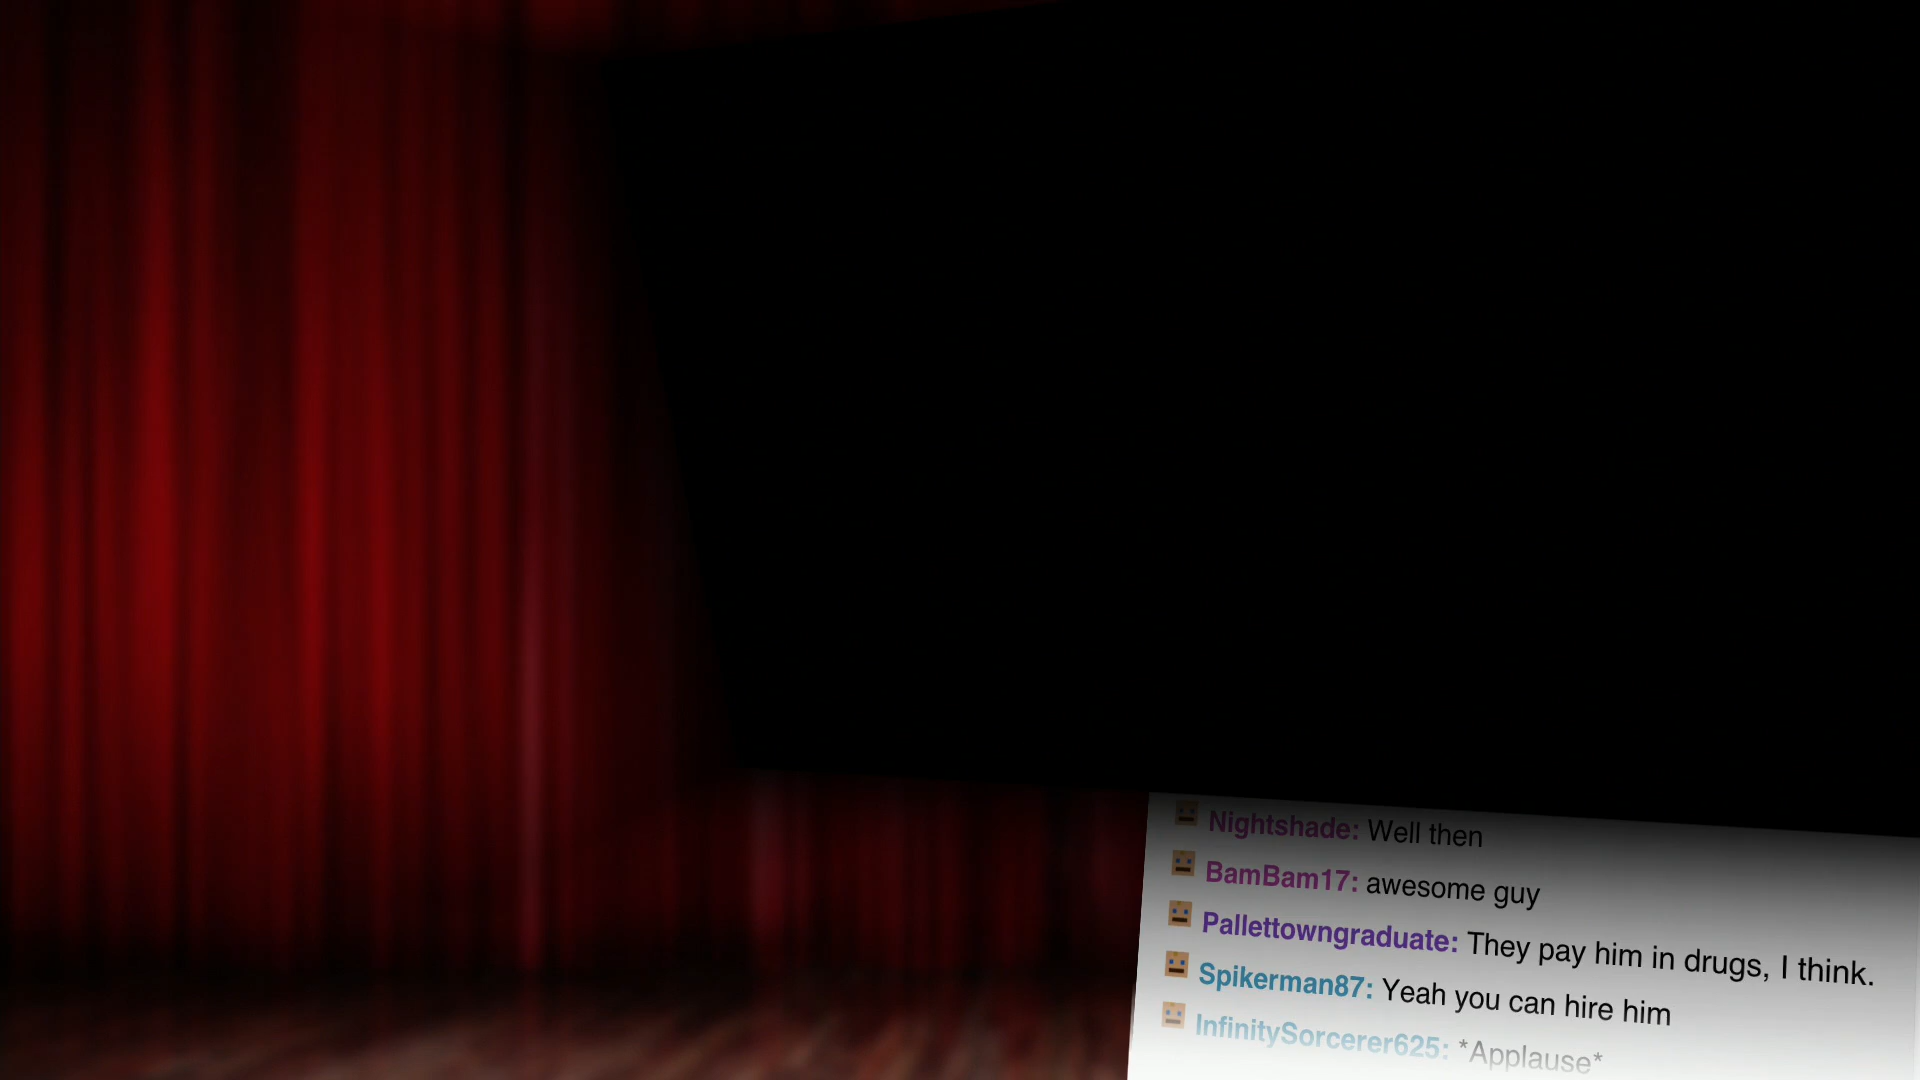 Nightshade: Well then
BamBam17: awesome guy
Pallettowngraduate: They pay him in drugs, I think.
Spikerman87: Yeah you can hire him
InfinitySorcerer625: *Applause*